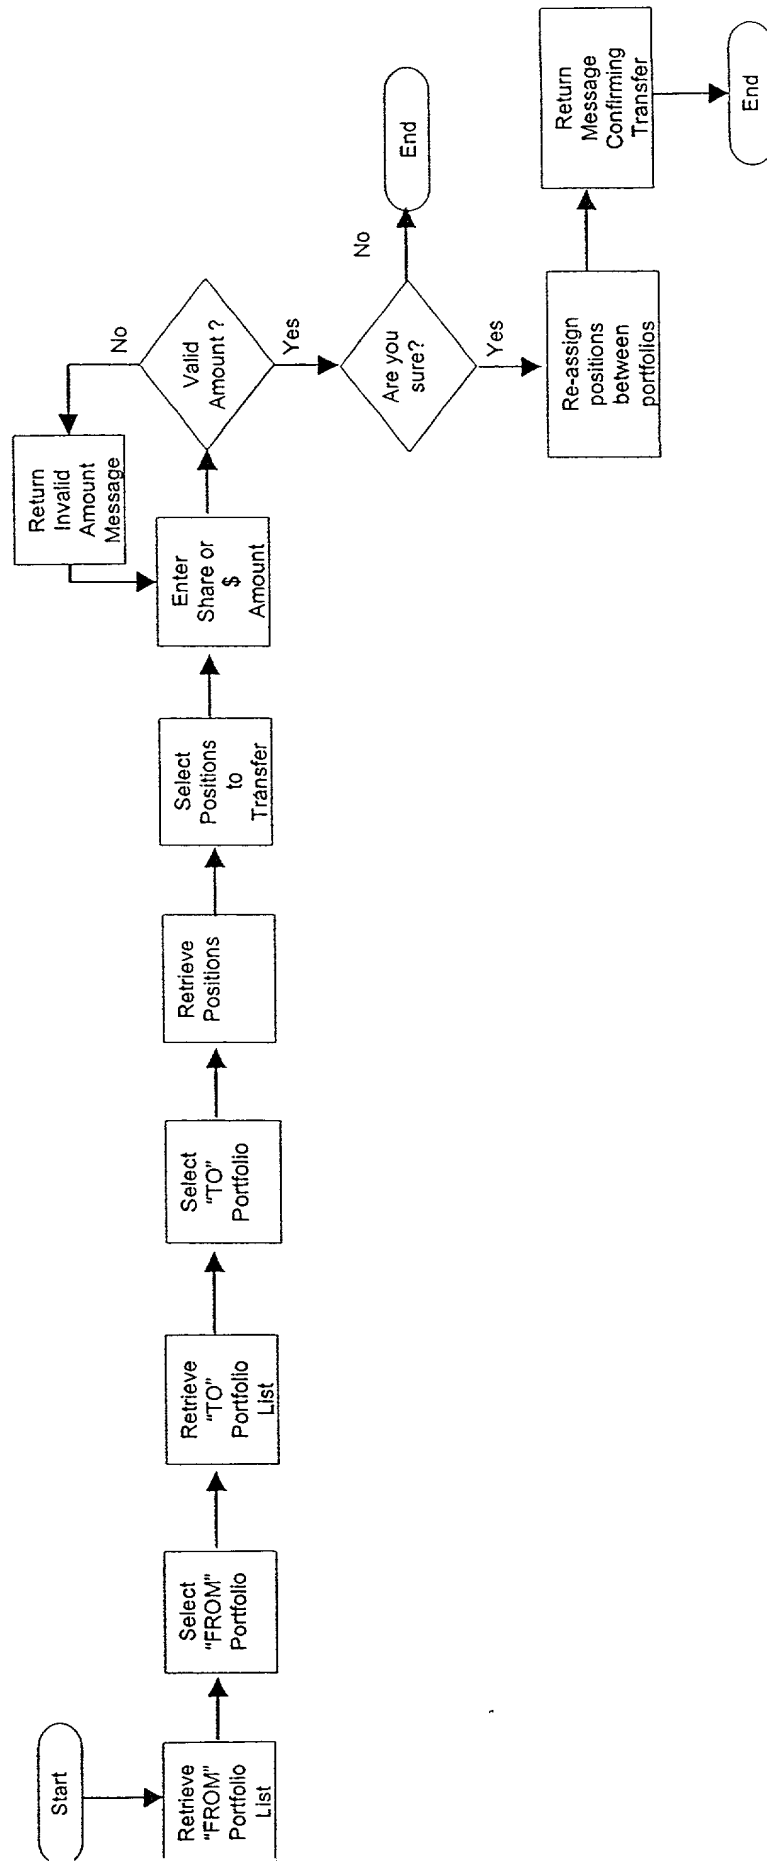 Start
Retrieve
"FROM"
Portfolio
List
Select
"FROM"
Portfolio
Retrieve
"TO"
Portfolio
List
Select
"TO"
Portfolio
Retrieve
Positions
Select
Positions
to
Transfer
Enter
Share or
$
Amount
Return
Invalid
Amount
Message
Valid
Amount ?
No
Yes
Are you
sure?
No
End
Yes
Re-assign
positions
between
portfolios
Return
Message
Confirming
Transfer
End